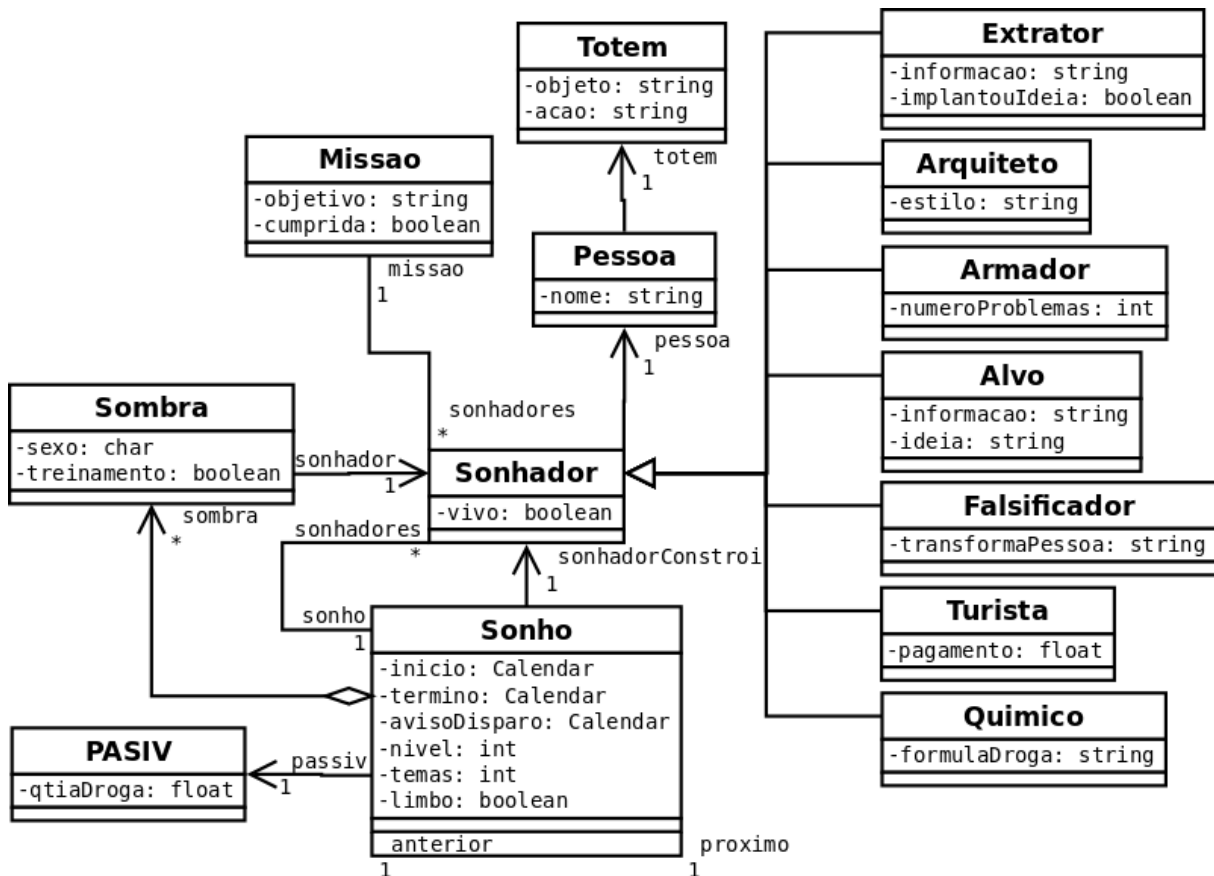 Totem
-objeto: string
-acao: string
totem
1
Missao
-objetivo: string
-cumprida: boolean
missao
1
Pessoa
-nome: string
pessoa
1
Sombra
-sexo: char
-treinamento: boolean
sonhador
1
sombra
*
sonhadores
*
Sonhador
-vivo: boolean
sonhadores
*
sonhadorConstroi
1
sonho
1
Sonho
-inicio: Calendar
-termino: Calendar
-avisoDisparo: Calendar
-nivel: int
-temas: int
-limbo: boolean
anterior
1
proximo
1
PASIV
-qtiaDroga: float
passiv
1
Extrator
-informacao: string
-implantouIdeia: boolean
Arquiteto
-estilo: string
Armador
-numeroProblemas: int
Alvo
-informacao: string
-ideia: string
Falsificador
-transformaPessoa: string
Turista
-pagamento: float
Quimico
-formulaDroga: string